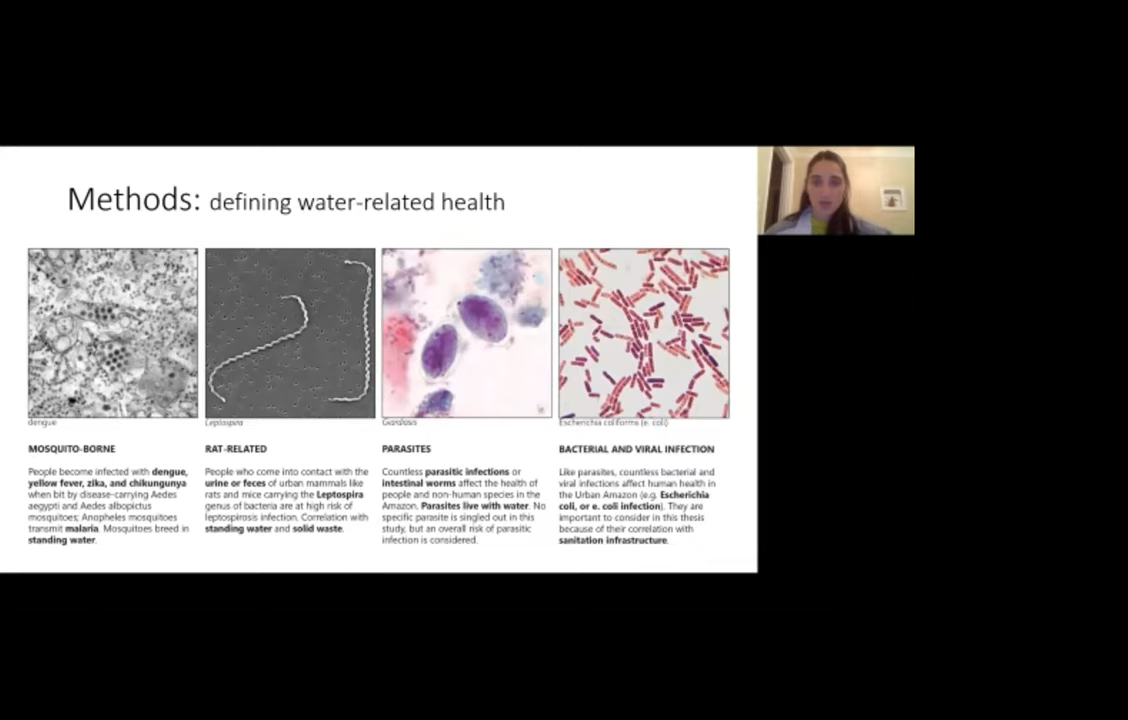 Methods: defining water-related health
dengue
Leptospira
Giardiasis
Escherichia coliforms (e. coli)
MOSQUITO-BORNE
People become infected with dengue,
yellow fever, zika, and chikungunya
when bit by disease-carrying Aedes
aegypti and Aedes albopictus
mosquitoes; Anopheles mosquitoes
transmit malaria. Mosquitoes breed in
standing water.
RAT-RELATED
People who come into contact with the
urine or feces of urban mammals like
rats and mice carrying the Leptospira
genus of bacteria are at high risk of
leptospirosis infection. Correlation with
standing water and solid waste.
PARASITES
Countless parasitic infections or
intestinal worms affect the health of
people and non-human species in the
Amazon. Parasites live with water. No
specific parasite is singled out in this
study, but an overall risk of parasitic
infection is considered.
BACTERIAL AND VIRAL INFECTION
Like parasites, countless bacterial and
viral infections affect human health in
the Urban Amazon (e.g. Escherichia
coli, or e. coli infection). They are
important to consider in this thesis
because of their correlation with
sanitation infrastructure.